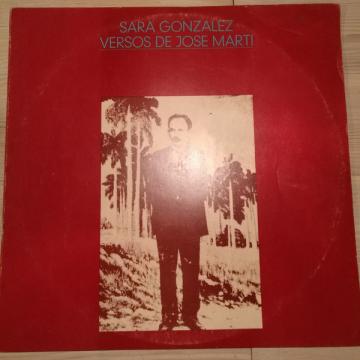 SARA GONZALEZ
VERSOS DE JOSE MARTI